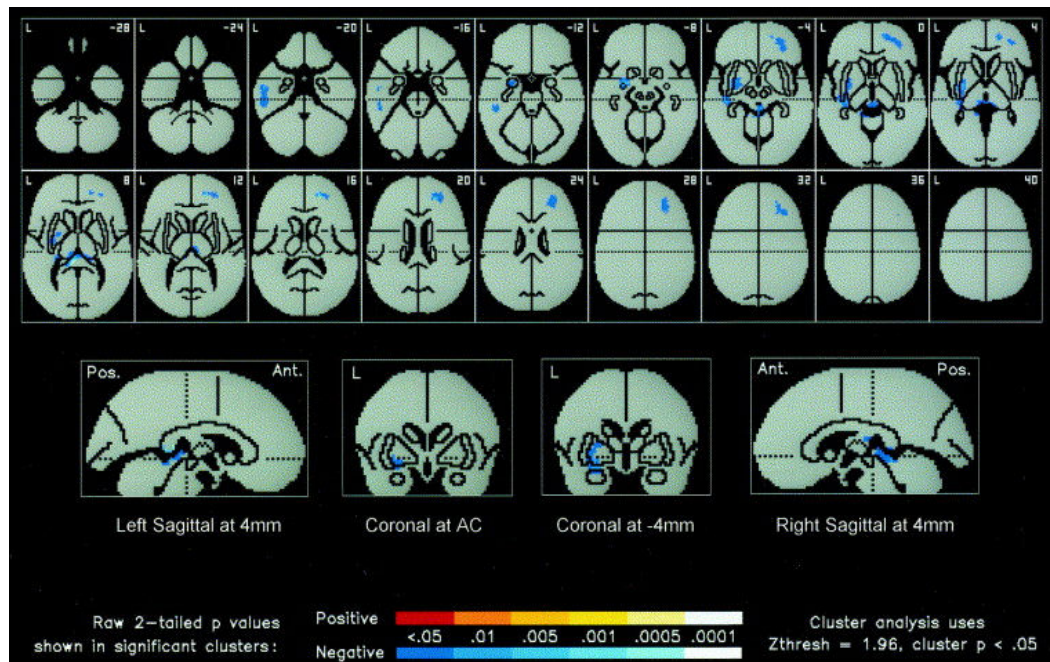 L -28 L -24 L -20 L -16 L -12 L -8 L -4 L 0 L 4
L 8 L 12 L 16 L 20 L 24 L 28 L 32 L 36 L 40
Pos. Ant. L L Ant. Pos.
Left Sagittal at 4mm Coronal at AC Coronal at -4mm Right Sagittal at 4mm
Raw 2-tailed p values Positive Cluster analysis uses
<.05 .01 .005 .001 .0005 .0001
shown in significant clusters: Negative Zthresh = 1.96, cluster p < .05